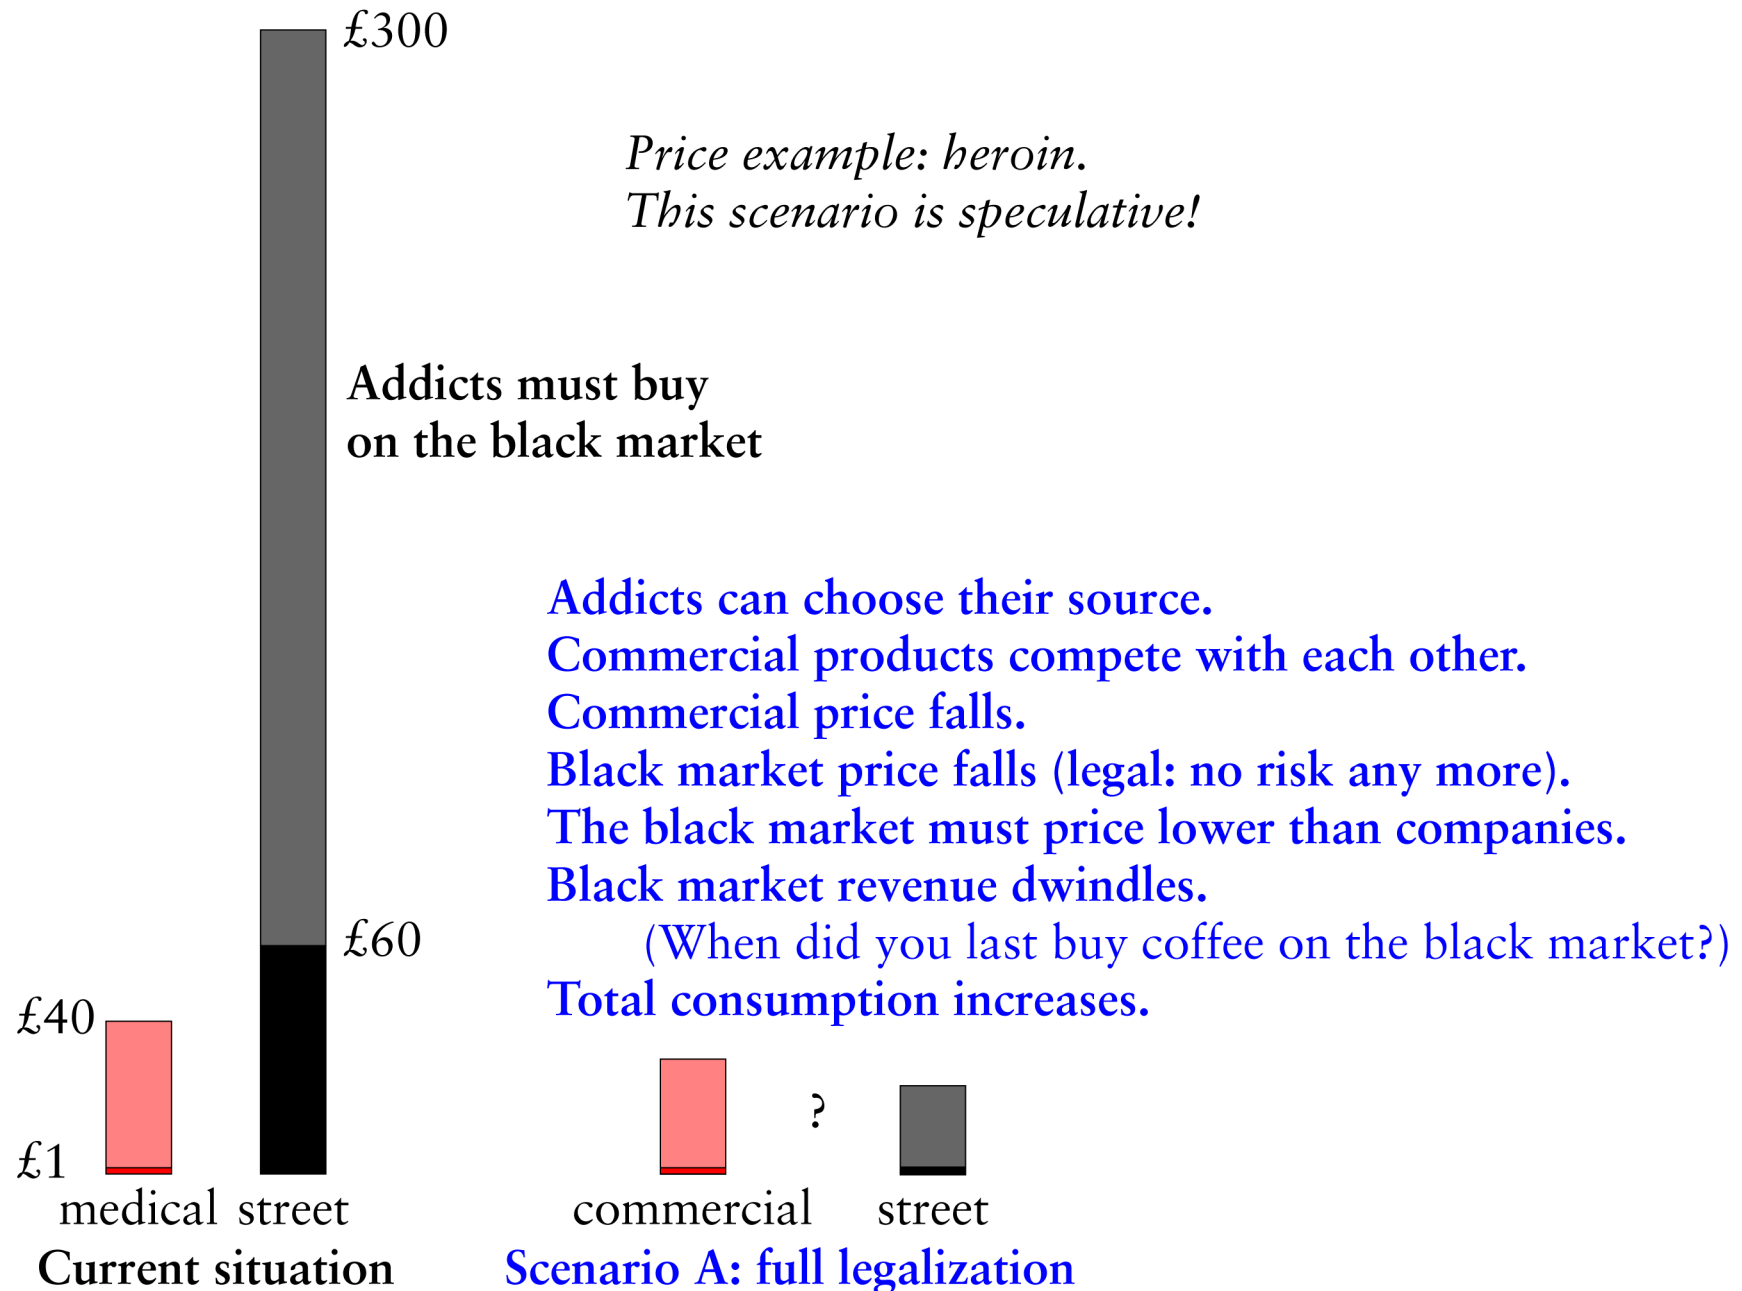 £300
Price example: heroin.
This scenario is speculative!
Addicts must buy
on the black market
Addicts can choose their source.
Commercial products compete with each other.
Commercial price falls.
Black market price falls (legal: no risk any more).
The black market must price lower than companies.
Black market revenue dwindles.
(When did you last buy coffee on the black market?)
Total consumption increases.
£60
£40
£1
?
medical street
commercial street
Current situation
Scenario A: full legalization